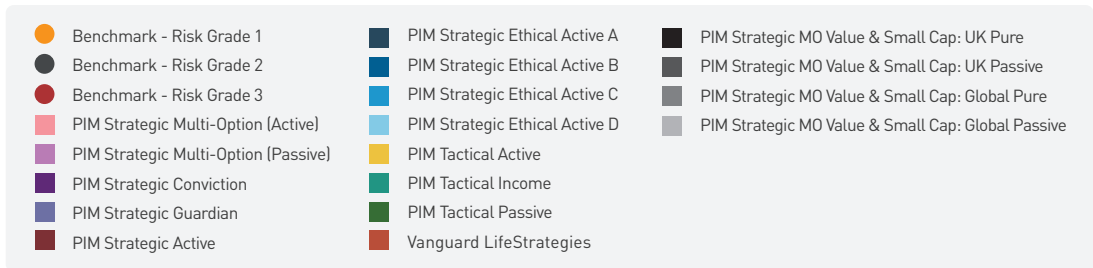 Benchmark - Risk Grade 1
Benchmark - Risk Grade 2
Benchmark - Risk Grade 3
PIM Strategic Multi-Option (Active)
PIM Strategic Multi-Option (Passive)
PIM Strategic Conviction
PIM Strategic Guardian
PIM Strategic Active
PIM Strategic Ethical Active A
PIM Strategic Ethical Active B
PIM Strategic Ethical Active C
PIM Strategic Ethical Active D
PIM Tactical Active
PIM Tactical Income
PIM Tactical Passive
Vanguard LifeStrategies
PIM Strategic MO Value & Small Cap: UK Pure
PIM Strategic MO Value & Small Cap: UK Passive
PIM Strategic MO Value & Small Cap: Global Pure
PIM Strategic MO Value & Small Cap: Global Passive